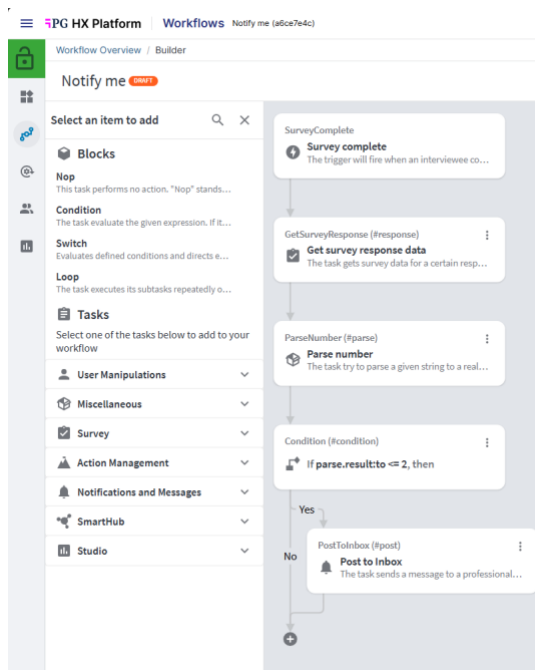 PG HX Platform Workflows Notify me (a6ce7e4c)
Workflow Overview / Builder
Notify me DRAFT
Select an item to add
Blocks
Nop
This task performs no action. "Nop" stands...
Condition
The task evaluate the given expression. If it...
Switch
Evaluates defined conditions and directs e...
Loop
The task executes its subtasks repeatedly o...
Tasks
Select one of the tasks below to add to your
workflow
User Manipulations
Miscellaneous
Survey
Action Management
Notifications and Messages
SmartHub
Studio
SurveyComplete
Survey complete
The trigger will fire when an interviewee co...
GetSurveyResponse (#response)
Get survey response data
The task gets survey data for a certain resp...
ParseNumber (#parse)
Parse number
The task try to parse a given string to a real...
Condition (#condition)
If parse.result:to <= 2, then
Yes
No
PostToInbox (#post)
Post to Inbox
The task sends a message to a professional...